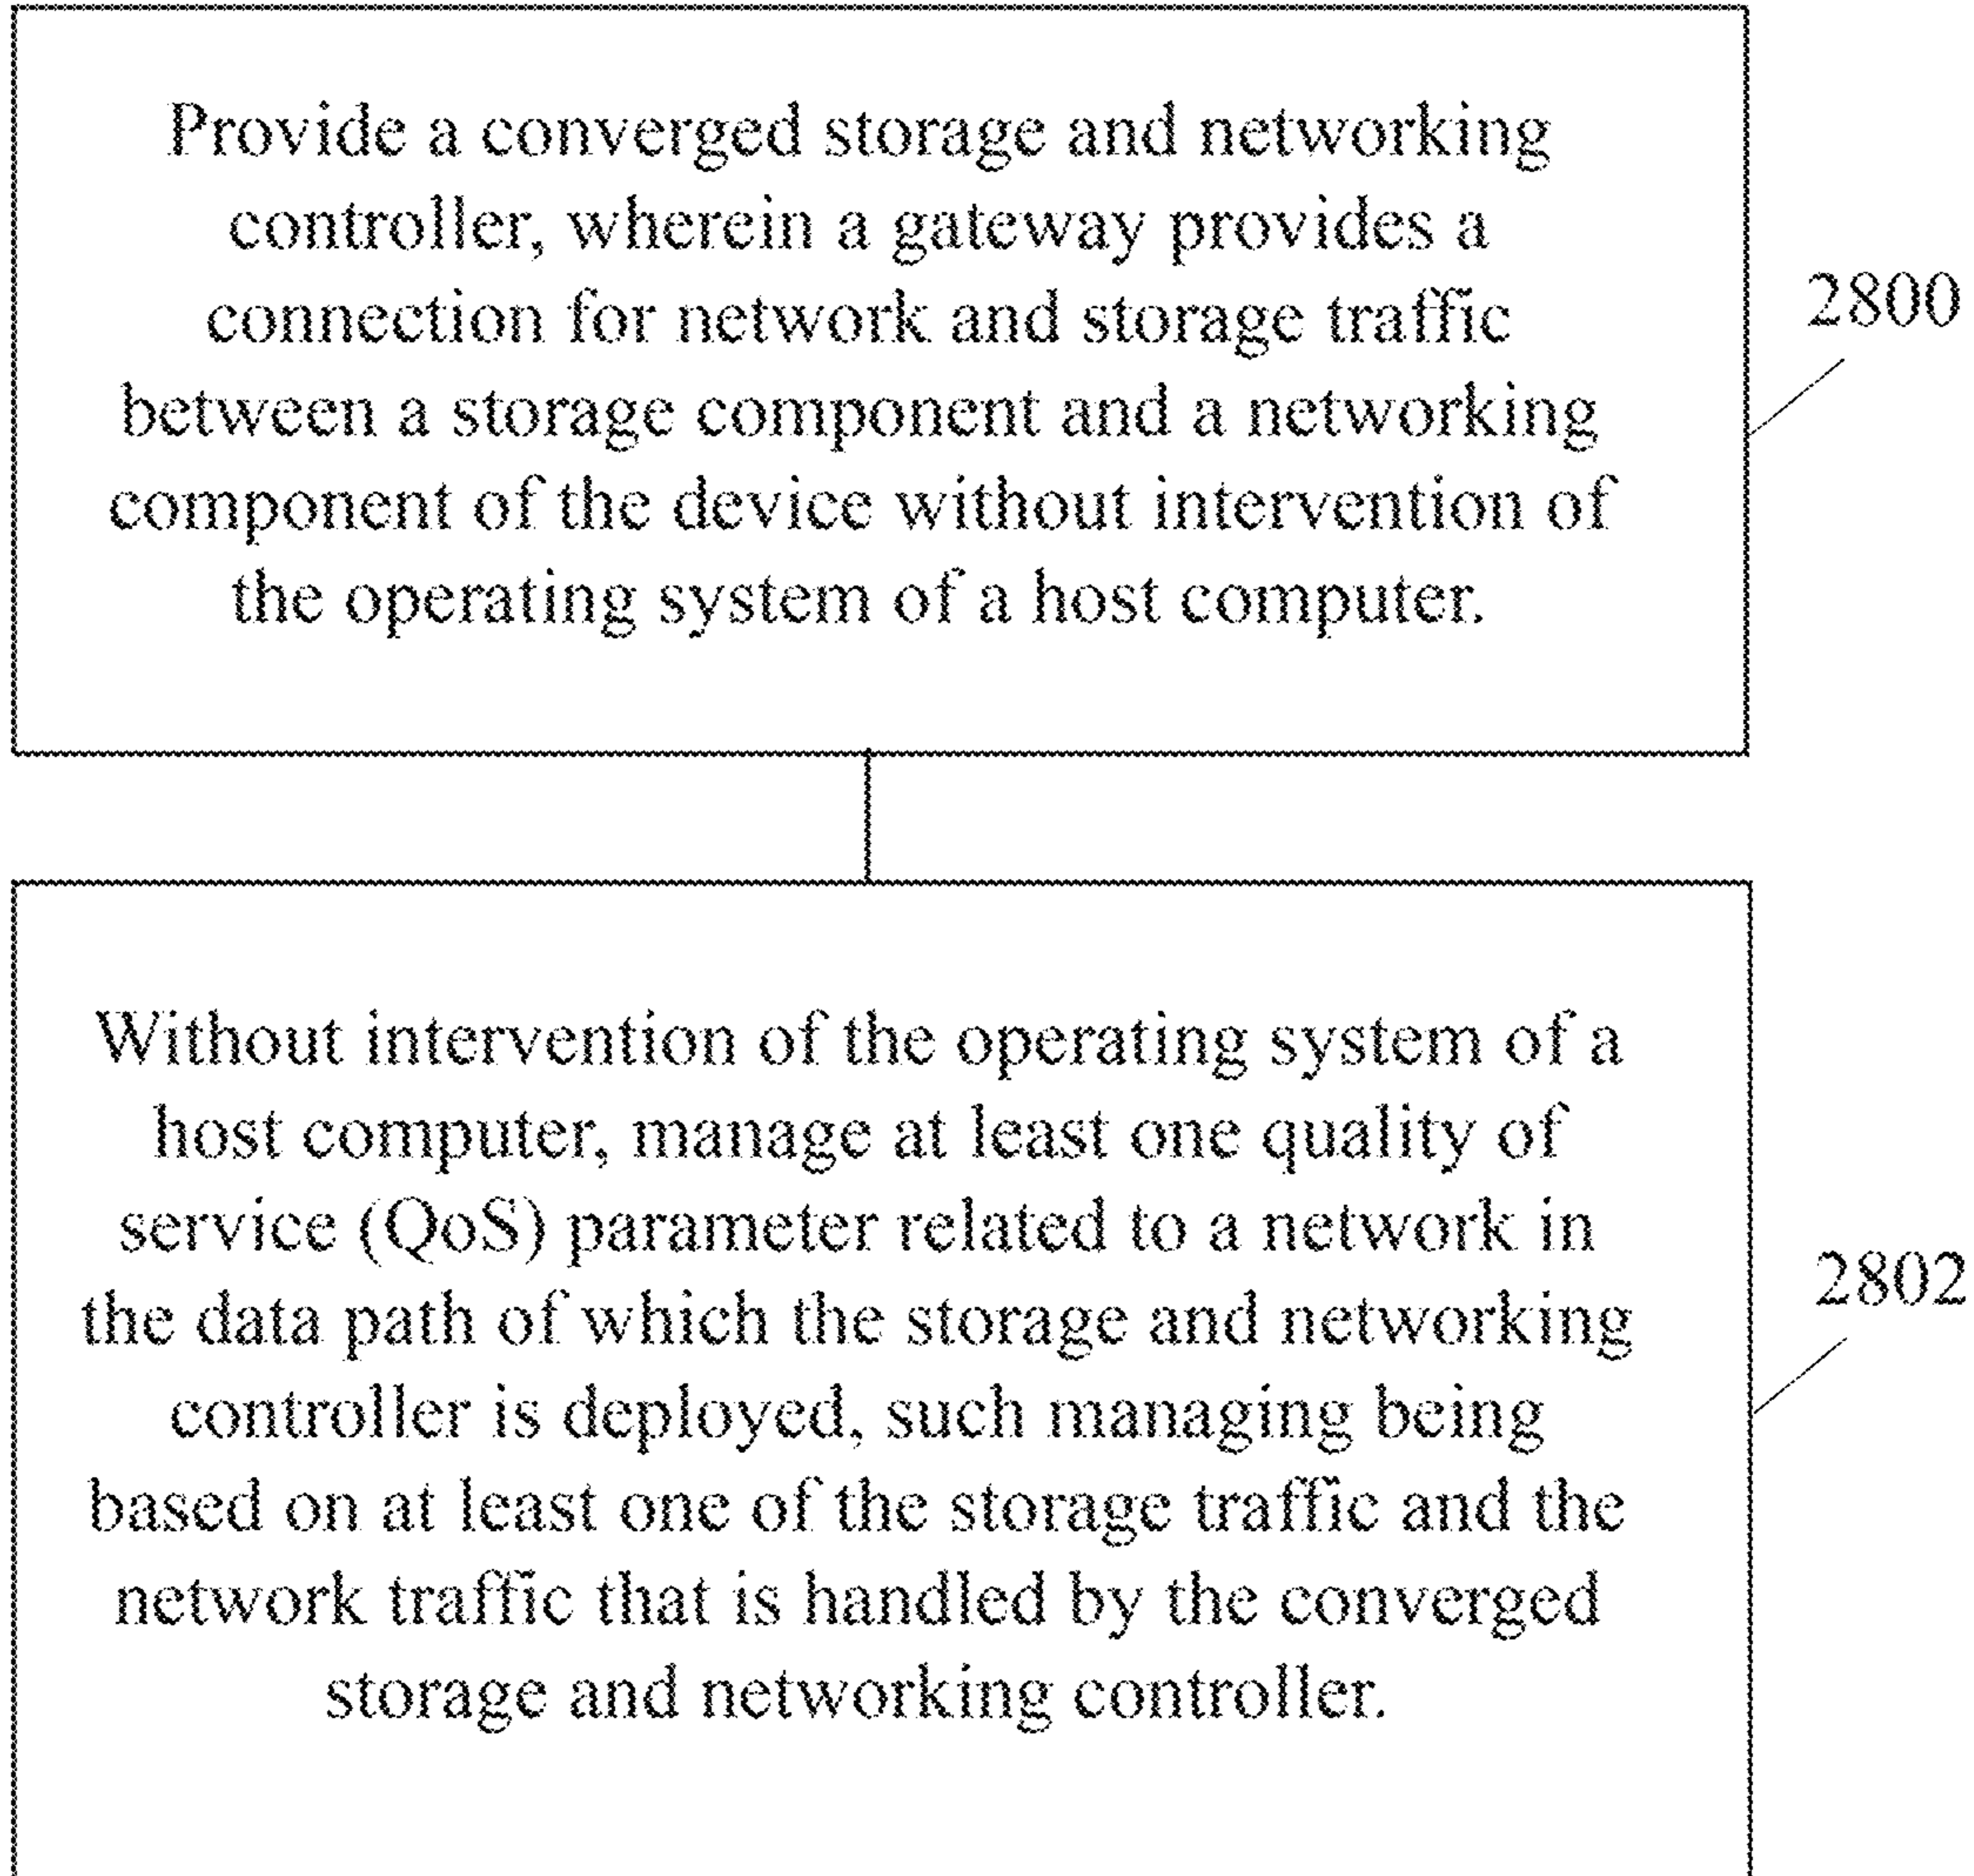 Provide a converged storage and networking
controller, wherein a gateway provides a
connection for network and storage traffic
between a storage component and a networking
component of the device without intervention of
the operating system of a host computer.
2800
Without intervention of the operating system of a
host computer, manage at least one quality of
service (QoS) parameter related to a network in
the data path of which the storage and networking
controller is deployed, such managing being
based on at least one of the storage traffic and the
network traffic that is handled by the converged
storage and networking controller.
2802